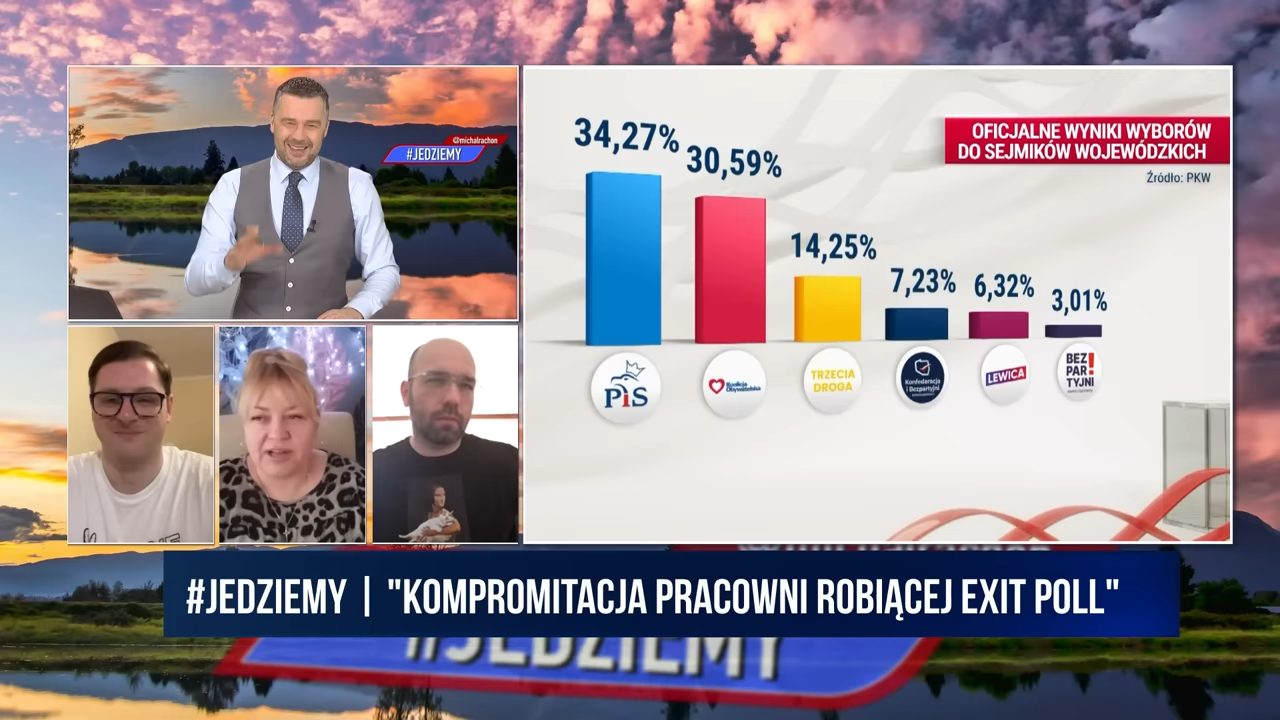 @michalrachon
#JEDZIEMY
34,27%
30,59%
14,25%
7,23%
6,32%
3,01%
OFICJALNE WYNIKI WYBORÓW
DO SEJMIKÓW WOJEWÓDZKICH
Źródło: PKW
PiS
Koalicja
Obywatelska
TRZECIA
DROGA
Konfederacja
i Bezpartyjni
LEWICA
BEZ
PAR
TYJNI
#JEDZIEMY | "KOMPROMITACJA PRACOWNI ROBIĄCEJ EXIT POLL"
#JEDZIEMY